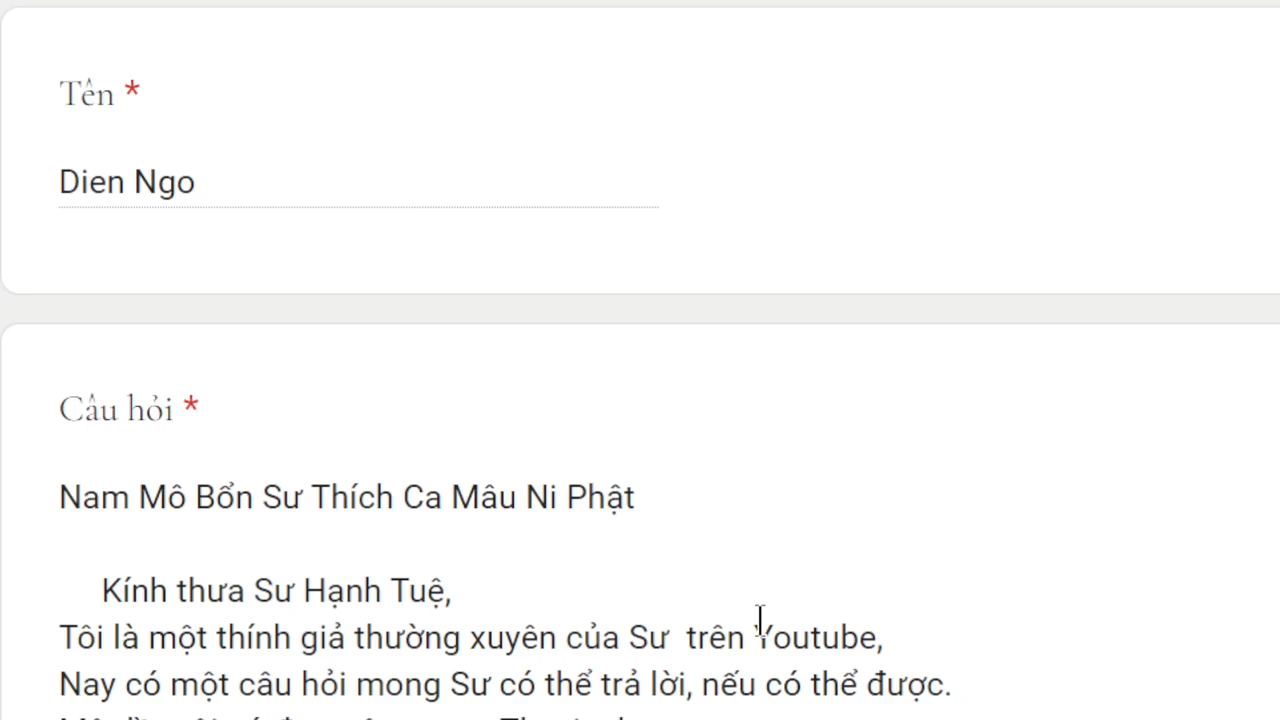 Tên *
Dien Ngo
Câu hỏi *
Nam Mô Bổn Sư Thích Ca Mâu Ni Phật
Kính thưa Sư Hạnh Tuệ,
Tôi là một thính giả thường xuyên của Sư  trên Youtube,
Nay có một câu hỏi mong Sư có thể trả lời, nếu có thể được.